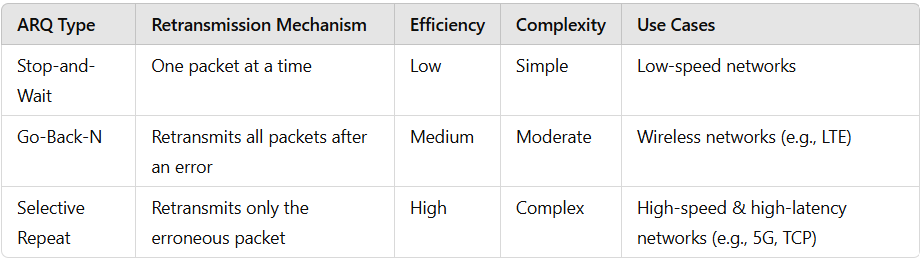 ARQ Type Retransmission Mechanism Efficiency Complexity Use Cases
Stop-and-Wait One packet at a time Low Simple Low-speed networks
Go-Back-N Retransmits all packets after an error Medium Moderate Wireless networks (e.g., LTE)
Selective Repeat Retransmits only the erroneous packet High Complex High-speed & high-latency networks (e.g., 5G, TCP)